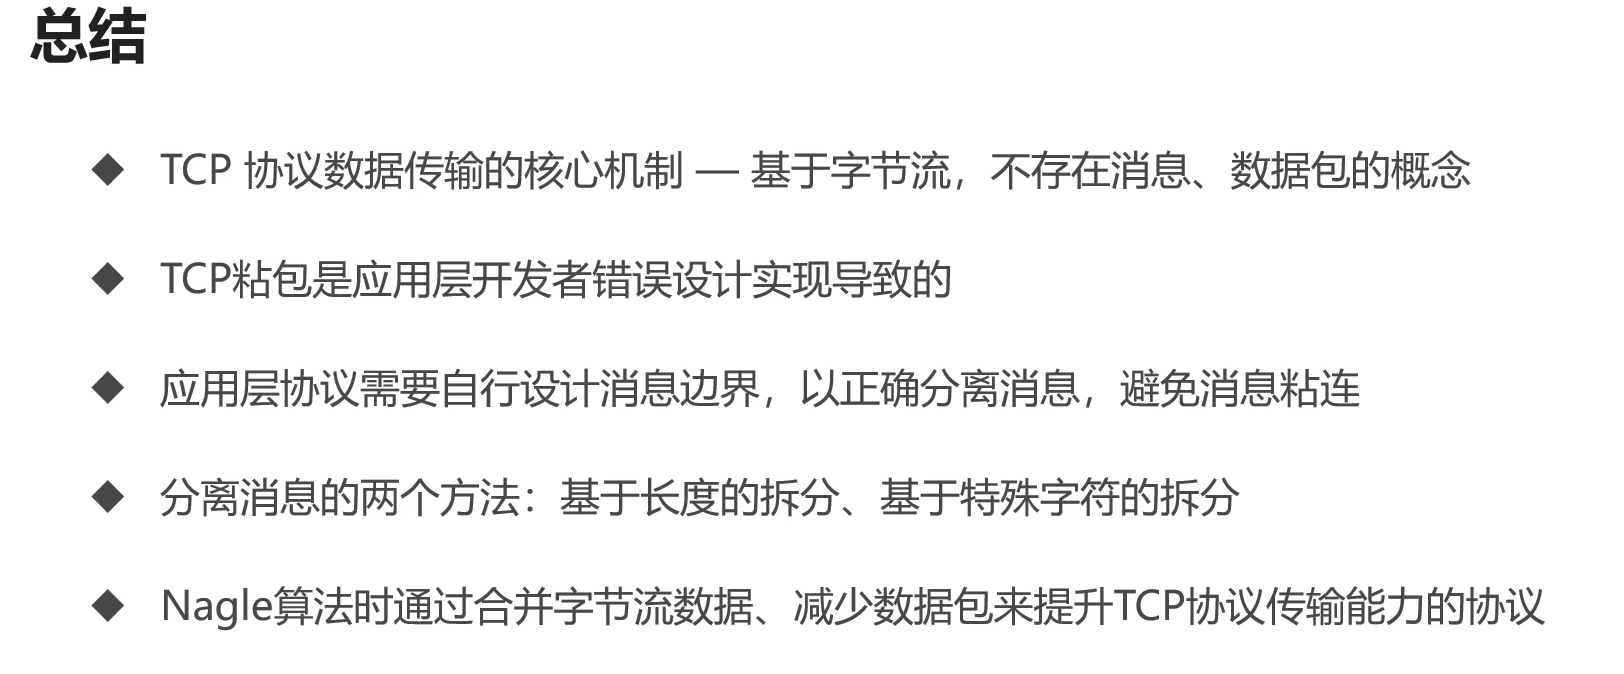 总结
◆ TCP 协议数据传输的核心机制 — 基于字节流，不存在消息、数据包的概念
◆ TCP粘包是应用层开发者错误设计实现导致的
◆ 应用层协议需要自行设计消息边界，以正确分离消息，避免消息粘连
◆ 分离消息的两个方法：基于长度的拆分、基于特殊字符的拆分
◆ Nagle算法时通过合并字节流数据、减少数据包来提升TCP协议传输能力的协议